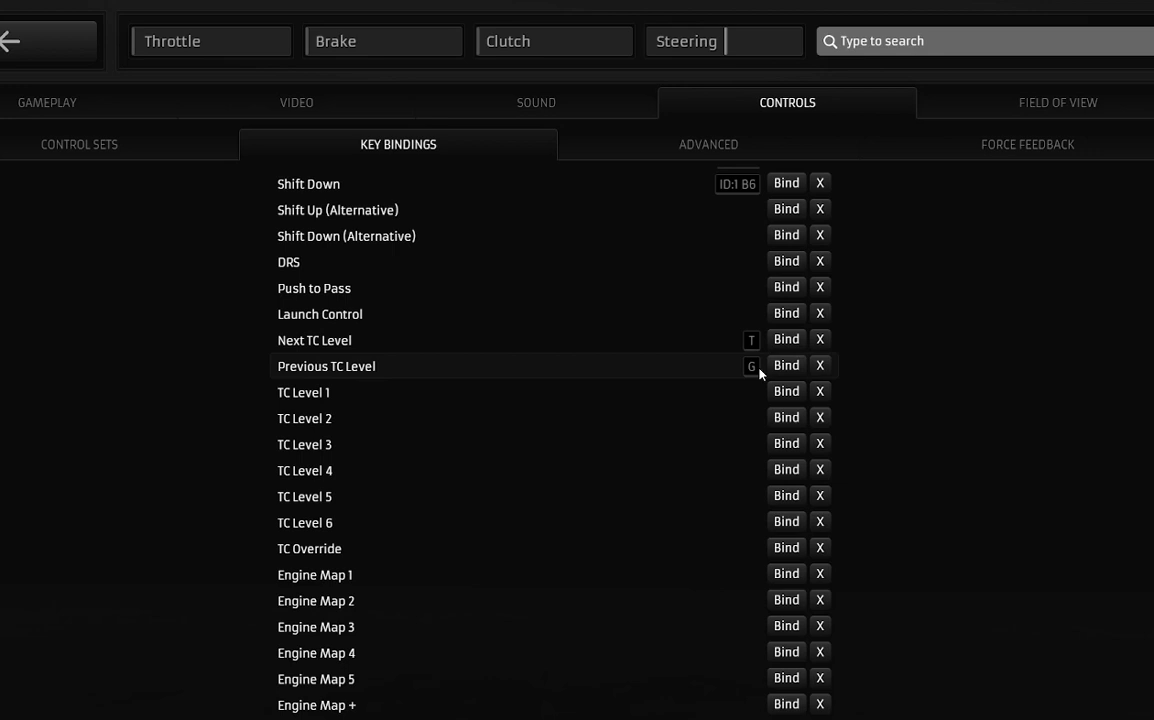 Throttle Brake Clutch Steering Type to search
GAMEPLAY VIDEO SOUND CONTROLS FIELD OF VIEW
CONTROL SETS KEY BINDINGS ADVANCED FORCE FEEDBACK
Shift Down ID:1 B6 Bind X
Shift Up (Alternative) Bind X
Shift Down (Alternative) Bind X
DRS Bind X
Push to Pass Bind X
Launch Control Bind X
Next TC Level T Bind X
Previous TC Level G Bind X
TC Level 1 Bind X
TC Level 2 Bind X
TC Level 3 Bind X
TC Level 4 Bind X
TC Level 5 Bind X
TC Level 6 Bind X
TC Override Bind X
Engine Map 1 Bind X
Engine Map 2 Bind X
Engine Map 3 Bind X
Engine Map 4 Bind X
Engine Map 5 Bind X
Engine Map + Bind X